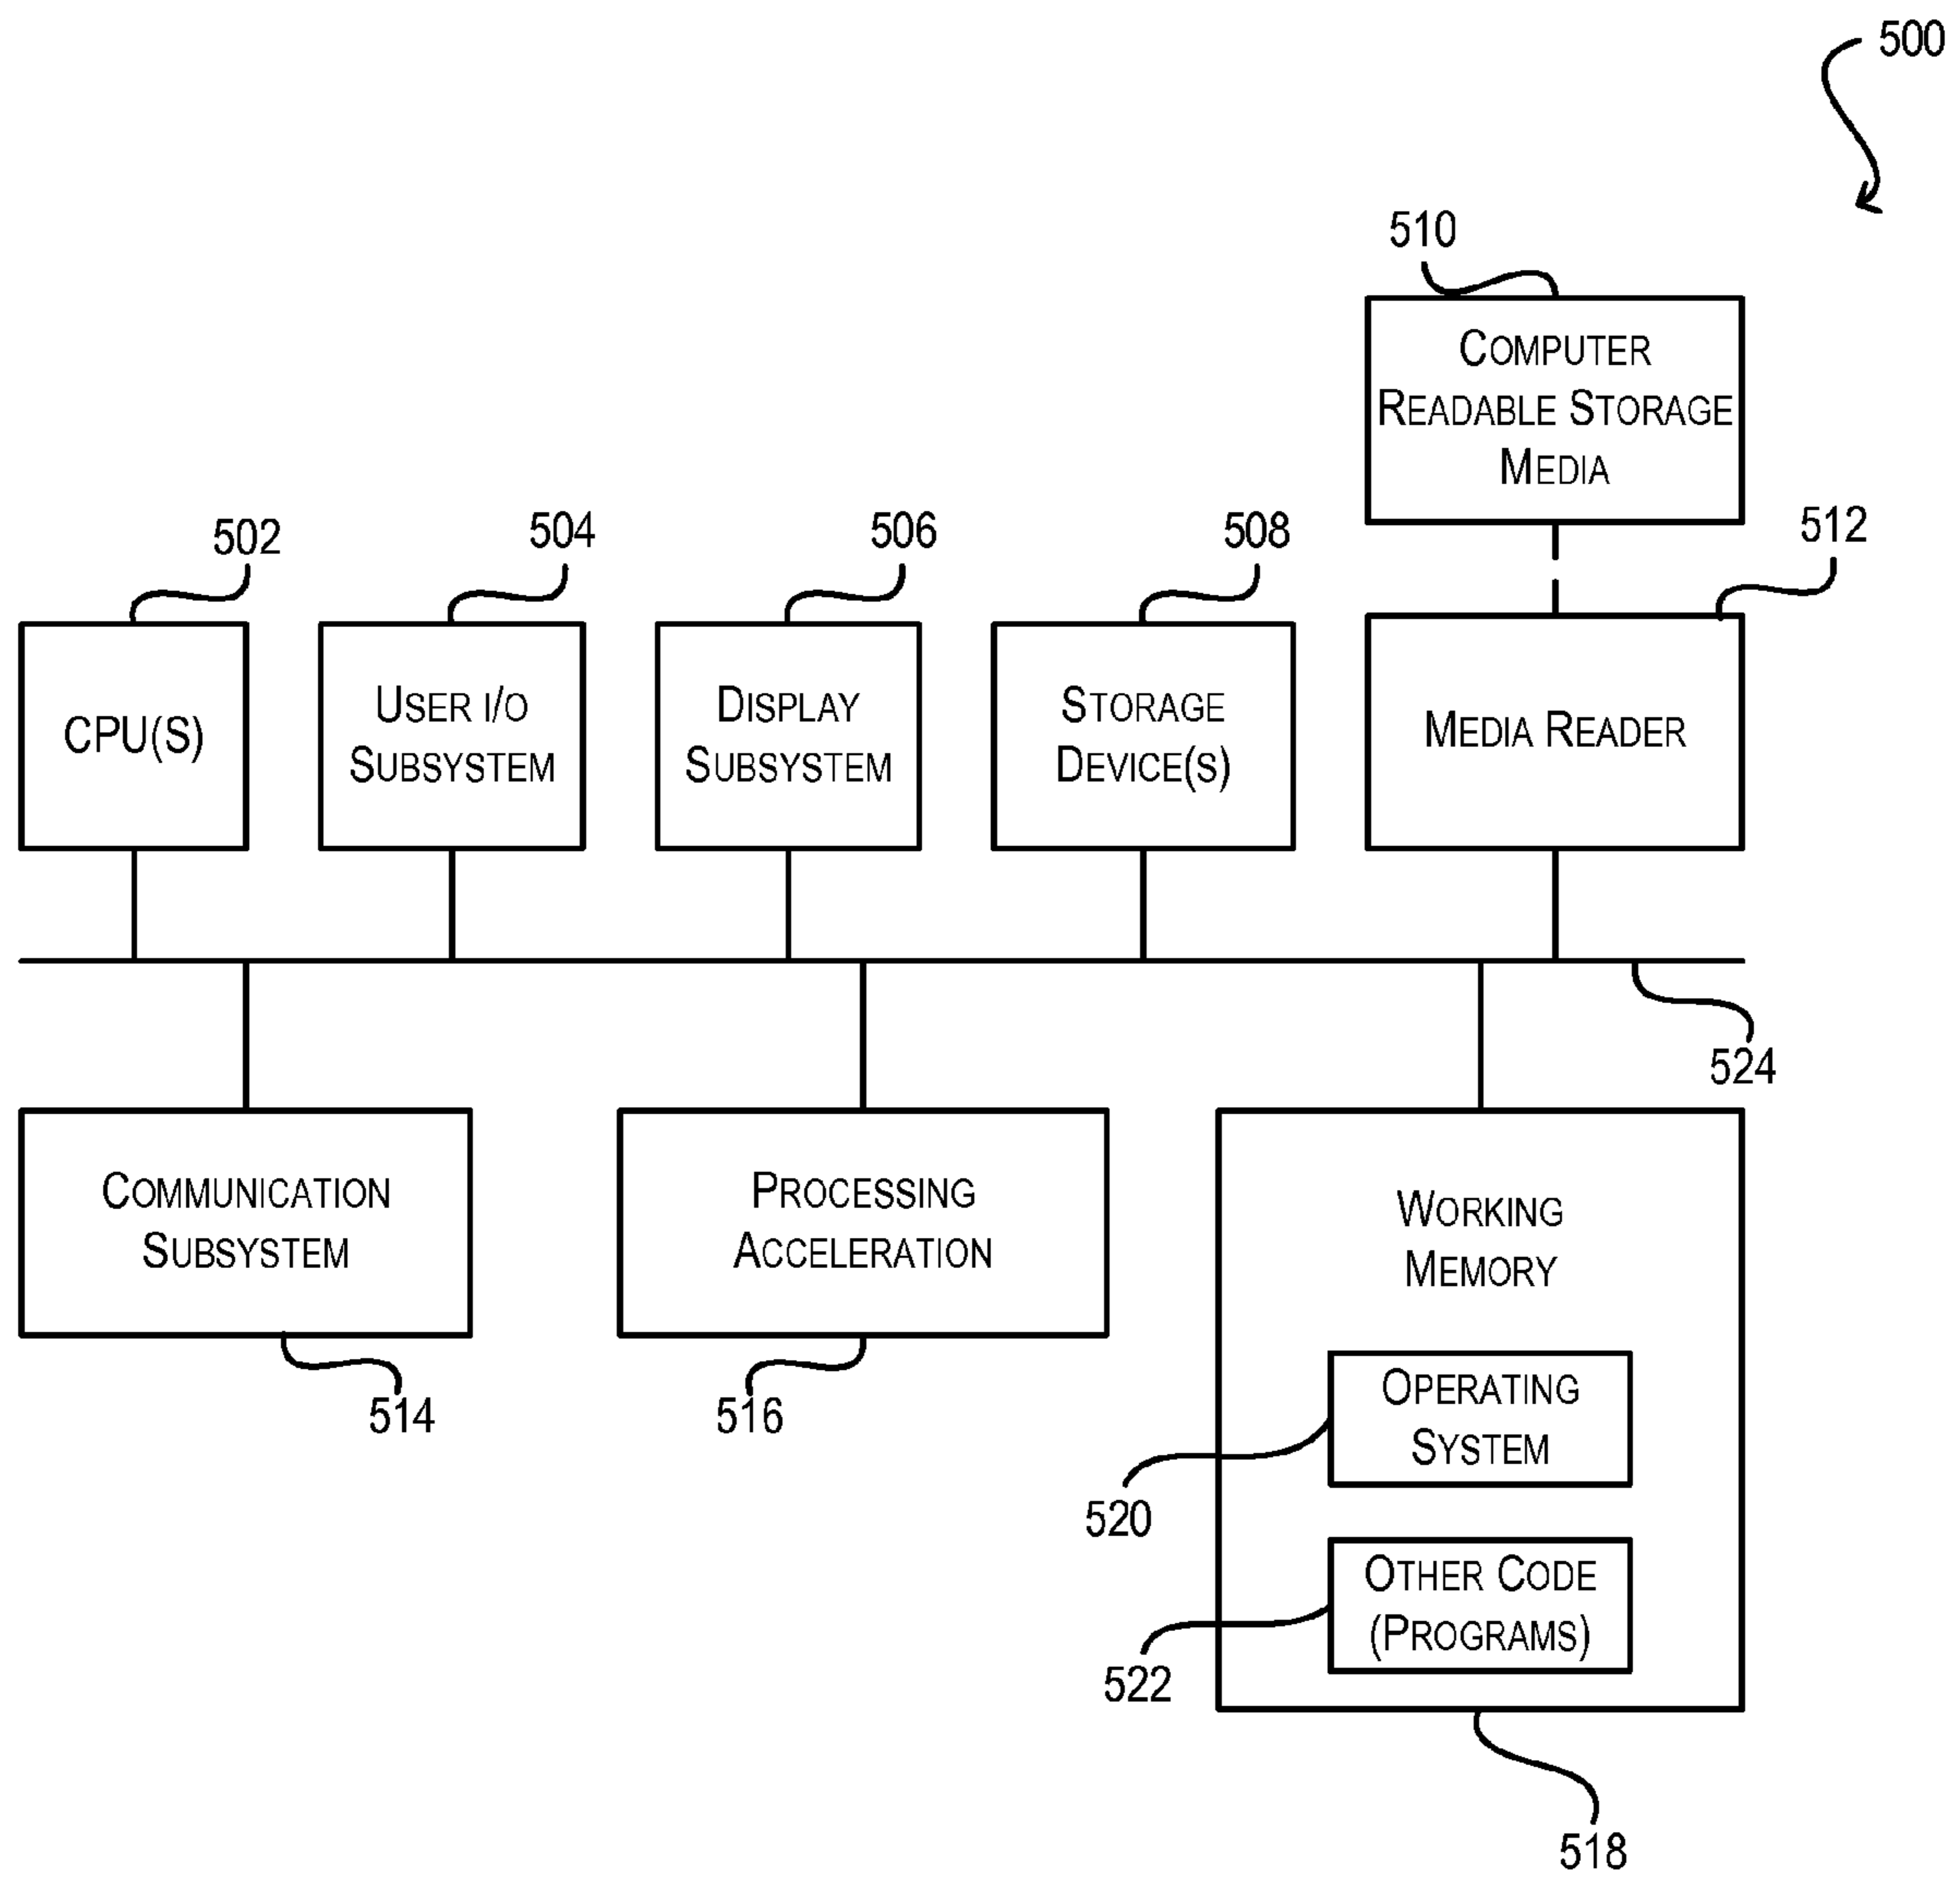 500
510
COMPUTER
READABLE STORAGE
MEDIA
502
504
506
508
512
CPU(S)
USER I/O
SUBSYSTEM
DISPLAY
SUBSYSTEM
STORAGE
DEVICE(S)
MEDIA READER
524
COMMUNICATION
SUBSYSTEM
PROCESSING
ACCELERATION
WORKING
MEMORY
514
516
OPERATING
SYSTEM
520
OTHER CODE
(PROGRAMS)
522
518